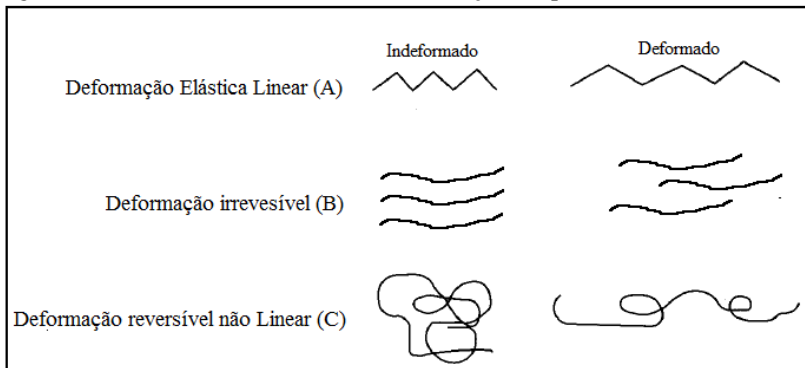 Indeformado Deformado
Deformação Elástica Linear (A)
Deformação irrevesível (B)
Deformação reversível não Linear (C)